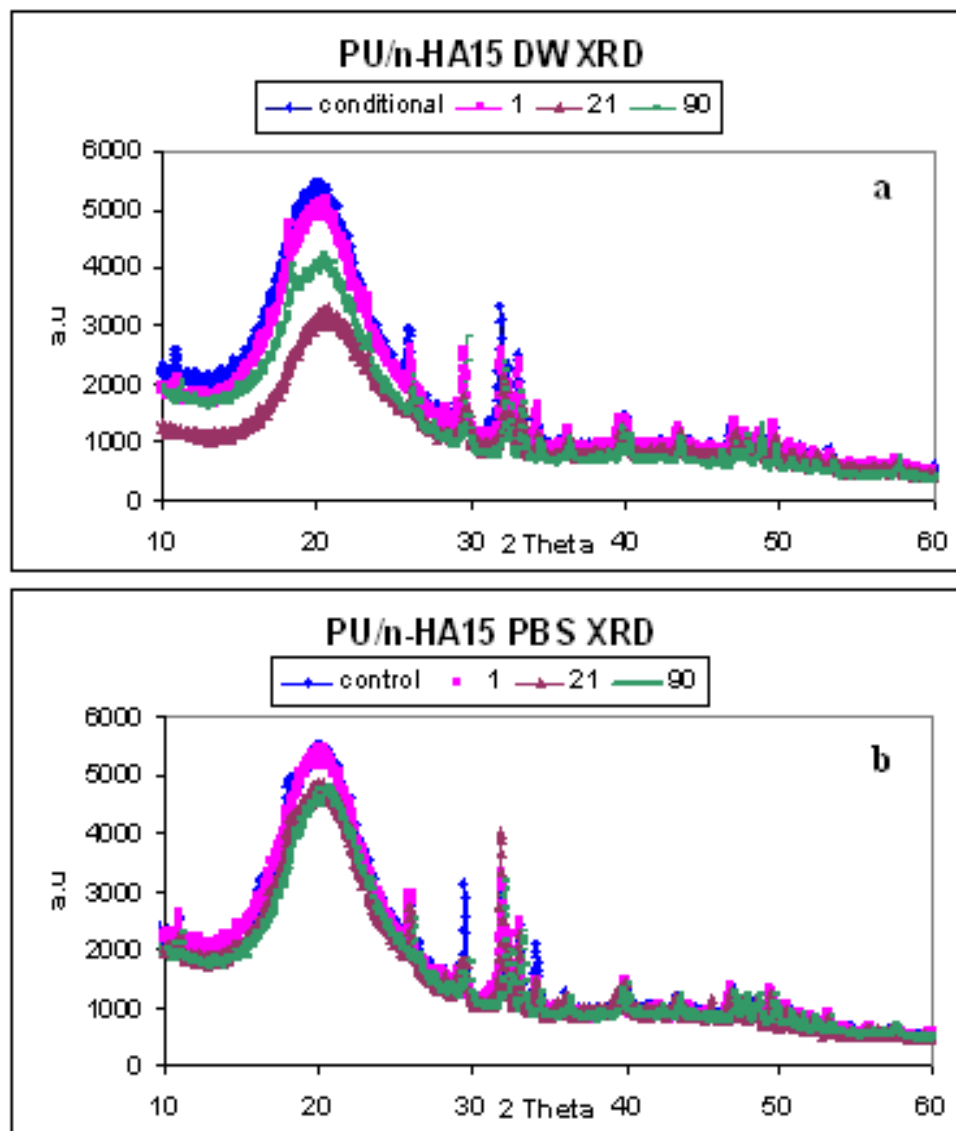 PU/n-HA15 DW XRD
conditional 1 21 90
a
6000
5000
4000
3000
2000
1000
0
a.u
10 20 30 40 50 60
2 Theta
PU/n-HA15 PBS XRD
control 1 21 90
b
6000
5000
4000
3000
2000
1000
0
a.u
10 20 30 40 50 60
2 Theta